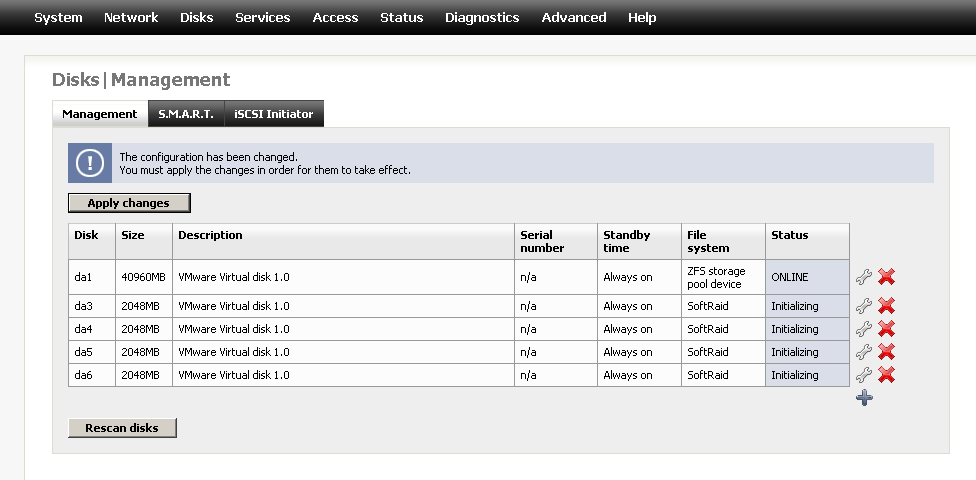 System Network Disks Services Access Status Diagnostics Advanced Help
Disks|Management
Management S.M.A.R.T. iSCSI Initiator
The configuration has been changed.
You must apply the changes in order for them to take effect.
Apply changes
Disk Size Description Serial number Standby time File system Status
da1 40960MB VMware Virtual disk 1.0 n/a Always on ZFS storage pool device ONLINE
da3 2048MB VMware Virtual disk 1.0 n/a Always on SoftRaid Initializing
da4 2048MB VMware Virtual disk 1.0 n/a Always on SoftRaid Initializing
da5 2048MB VMware Virtual disk 1.0 n/a Always on SoftRaid Initializing
da6 2048MB VMware Virtual disk 1.0 n/a Always on SoftRaid Initializing
Rescan disks